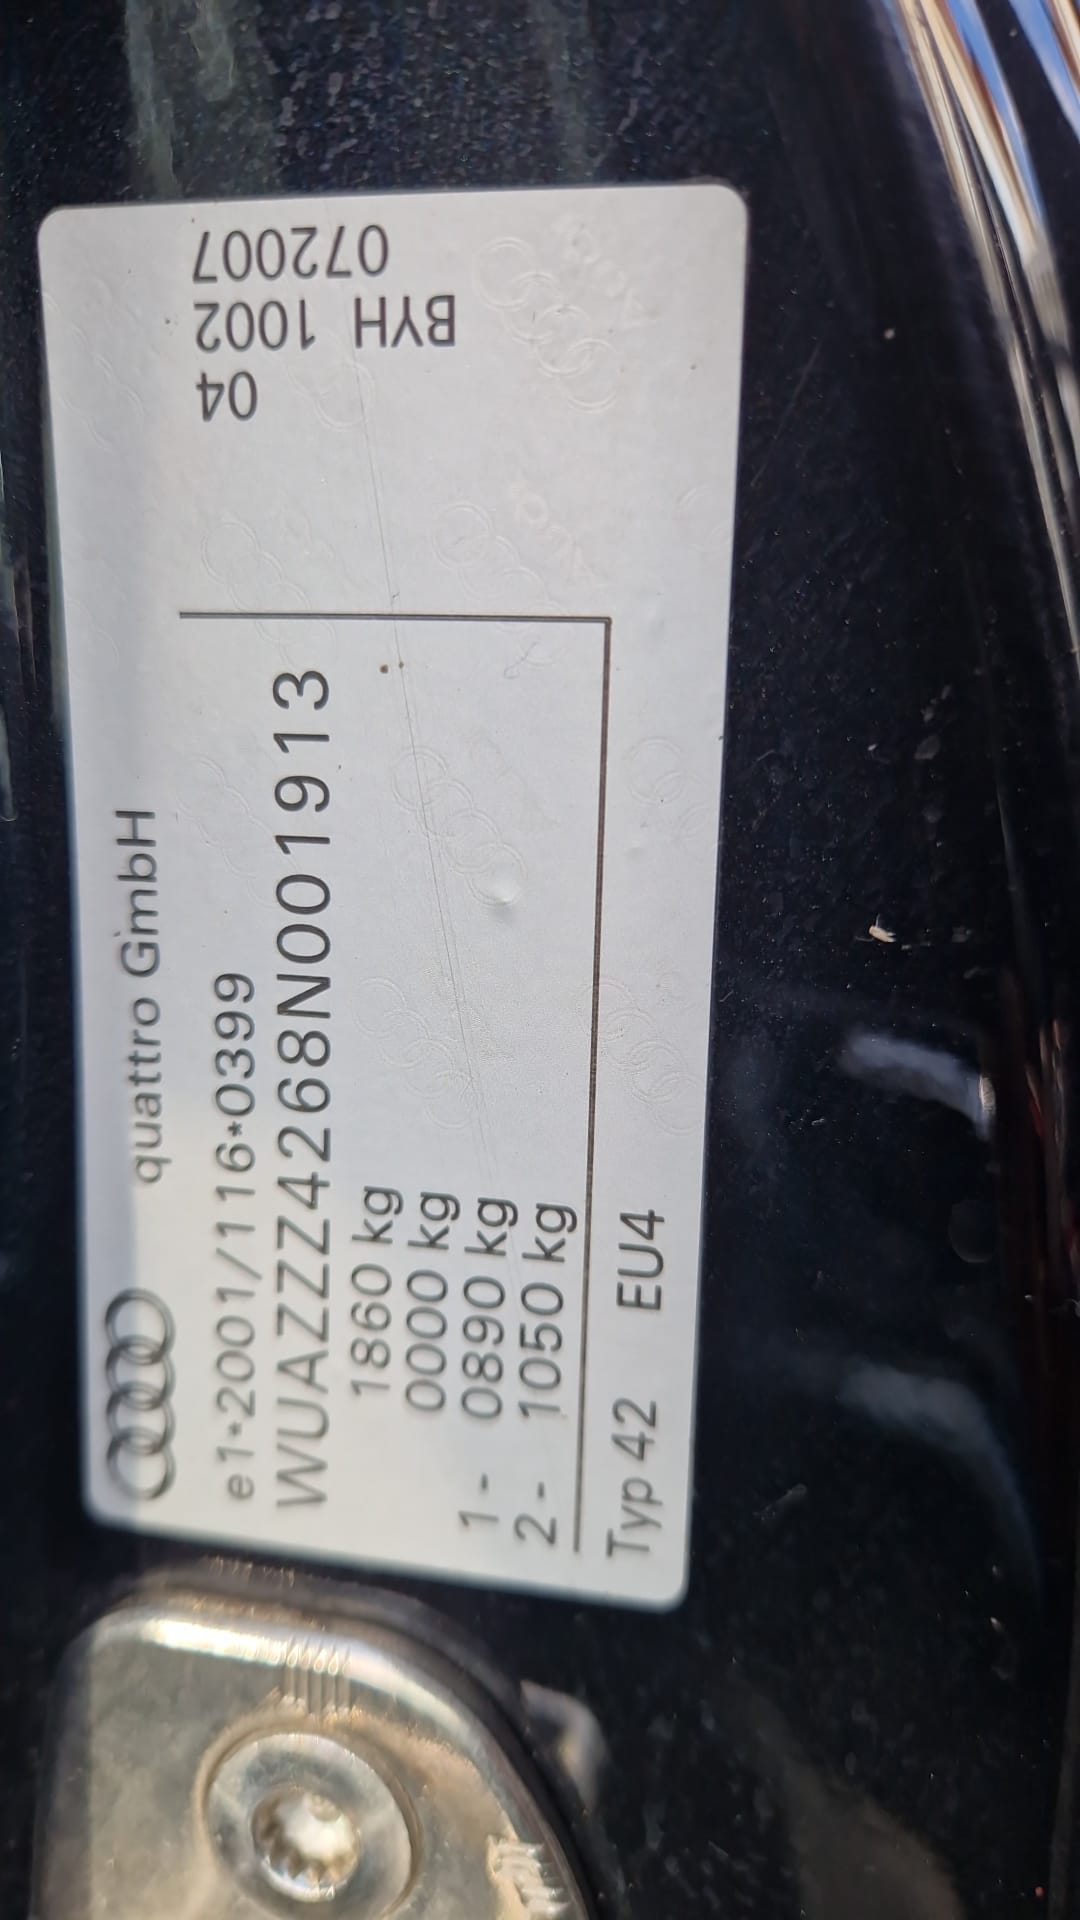 quattro GmbH
e1*2001/116*0399
WUAZZZ4268N001913
1860 kg
0000 kg
1- 0890 kg
2- 1050 kg
Typ 42 EU4
04
BYH 1002
072007